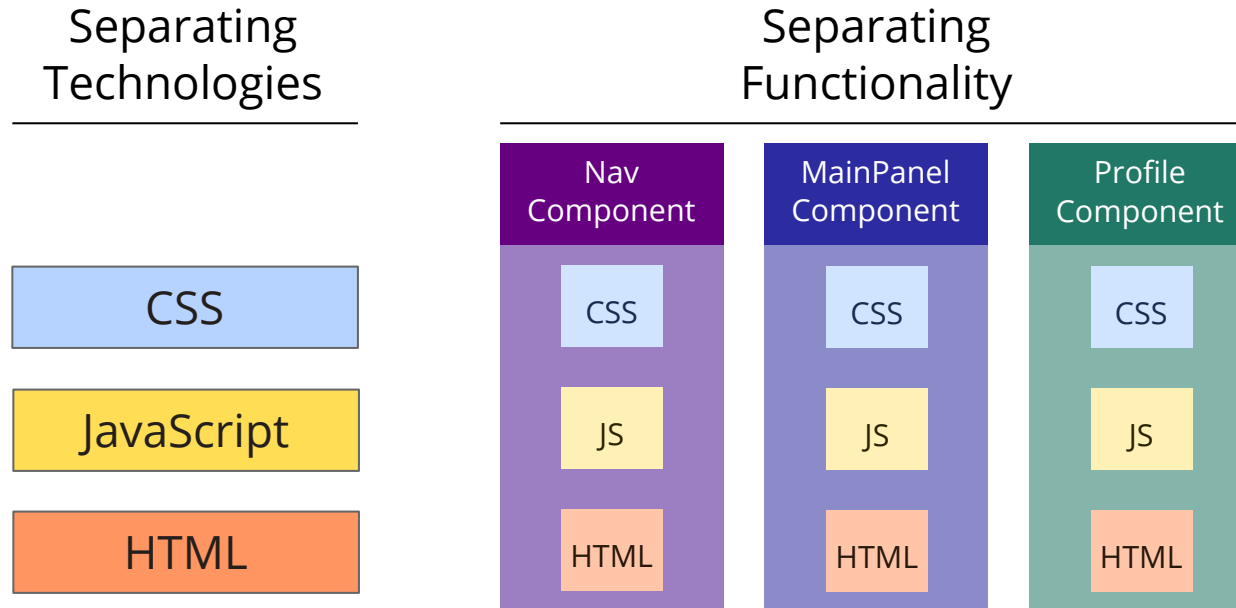 Separating
Technologies
CSS
JavaScript
HTML
Separating
Functionality
Nav
Component
CSS
JS
HTML
MainPanel
Component
CSS
JS
HTML
Profile
Component
CSS
JS
HTML